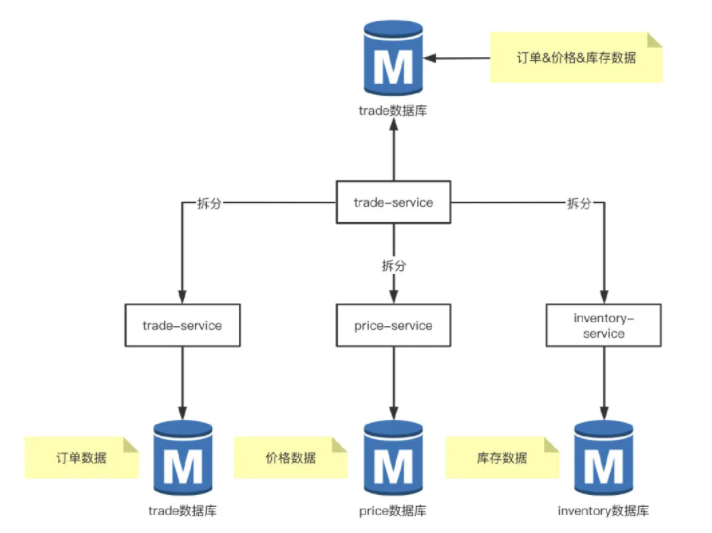 M
订单&价格&库存数据
trade数据库
trade-service
拆分
拆分
拆分
trade-service
price-service
inventory-
service
订单数据
M
价格数据
M
库存数据
M
trade数据库
price数据库
inventory数据库